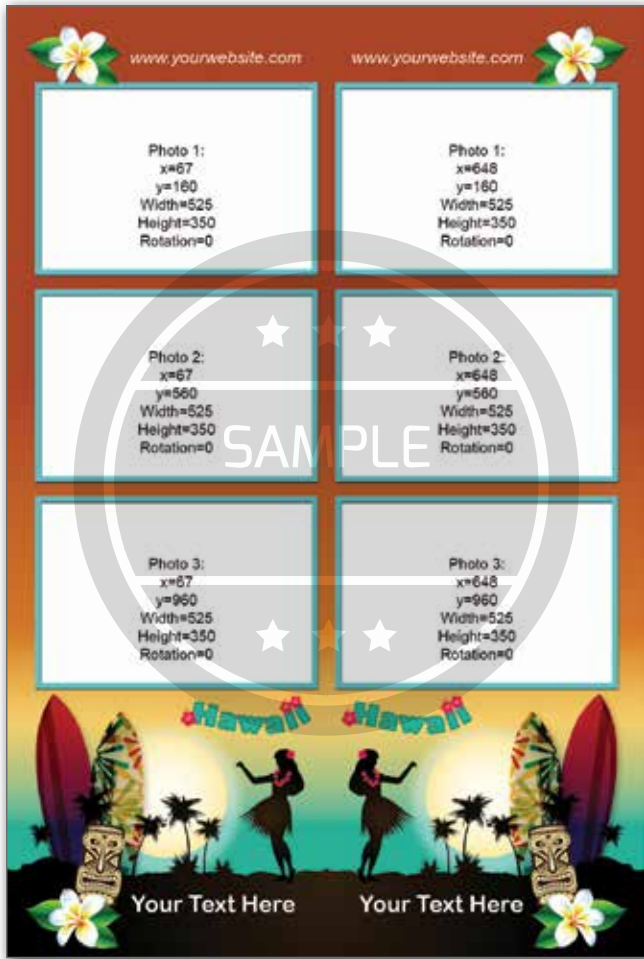 www.yourwebsite.com www.yourwebsite.com
Photo 1:
x=67
y=160
Width=525
Height=350
Rotation=0
Photo 1:
x=648
y=160
Width=525
Height=350
Rotation=0
Photo 2:
x=67
y=560
Width=525
Height=350
Rotation=0
Photo 2:
x=648
y=560
Width=525
Height=350
Rotation=0
SAMPLE
Photo 3:
x=67
y=960
Width=525
Height=350
Rotation=0
Photo 3:
x=648
y=960
Width=525
Height=350
Rotation=0
Hawaii Hawaii
Your Text Here Your Text Here